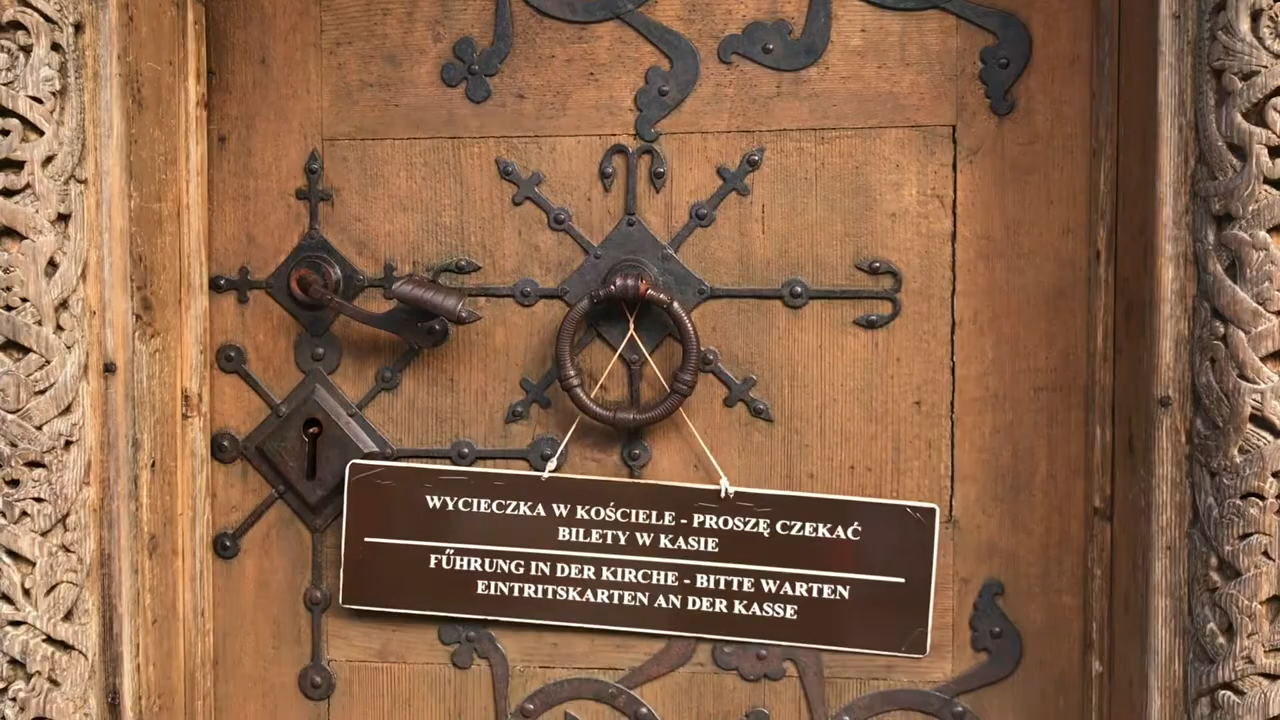 WYCIECZKA W KOŚCIELE - PROSZĘ CZEKAĆ
BILETY W KASIE
FŰHRUNG IN DER KIRCHE - BITTE WARTEN
EINTRITSKARTEN AN DER KASSE